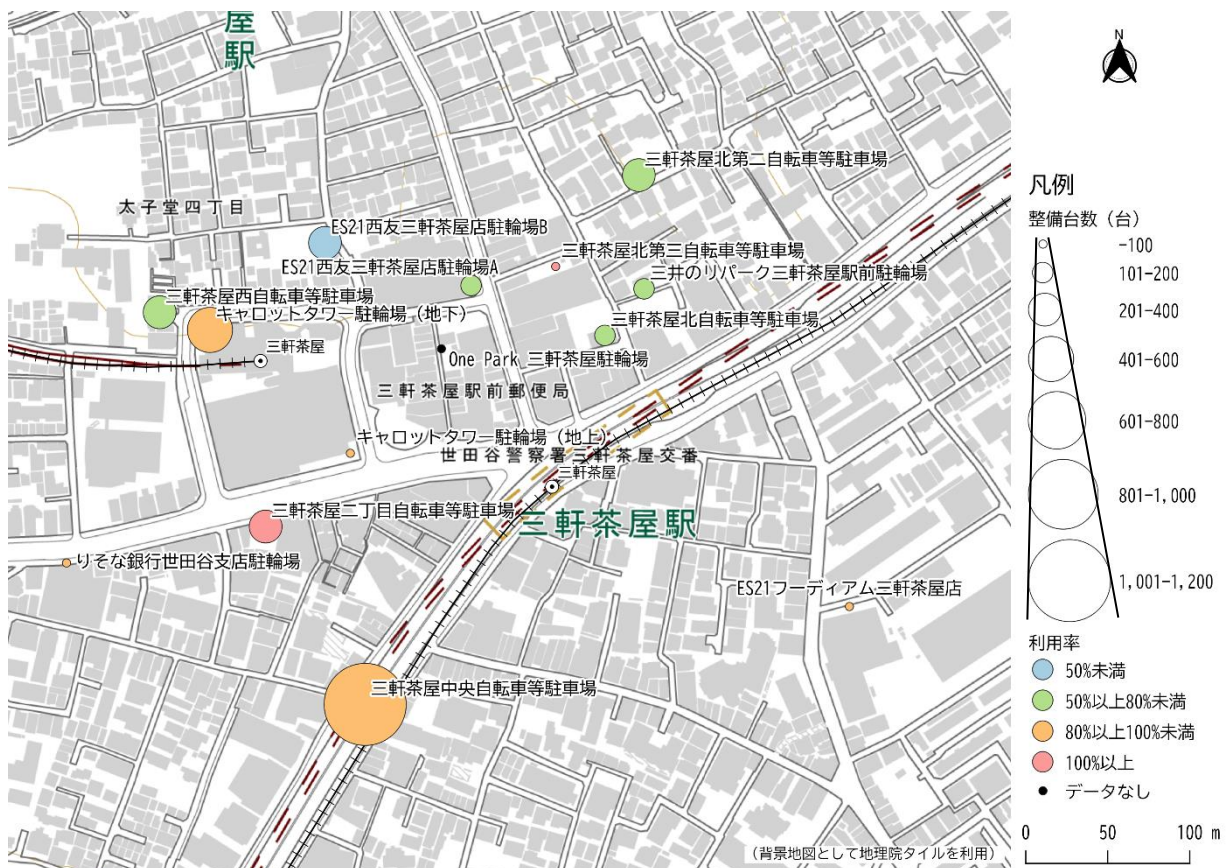 屋
駅
N
三軒茶屋北第二自転車等駐車場
太子堂四丁目
ES21西友三軒茶屋店駐輪場B
三軒茶屋北第三自転車等駐車場
ES21西友三軒茶屋店駐輪場A
三井のリパーク三軒茶屋駅前駐輪場
三軒茶屋西自転車等駐車場
キャロットタワー駐輪場（地下）
三軒茶屋北自転車等駐車場
三軒茶屋
One Park 三軒茶屋駐輪場
三軒茶屋駅前郵便局
キャロットタワー駐輪場（地上）
世田谷警察署三軒茶屋交番
三軒茶屋
三軒茶屋二丁目自転車等駐車場
三軒茶屋駅
りそな銀行世田谷支店駐輪場
ES21フーディアム三軒茶屋店
三軒茶屋中央自転車等駐車場
（背景地図として地理院タイルを利用）
凡例
整備台数（台）
-100
101-200
201-400
401-600
601-800
801-1,000
1,001-1,200
利用率
50%未満
50%以上80%未満
80%以上100%未満
100%以上
データなし
0 50 100 m